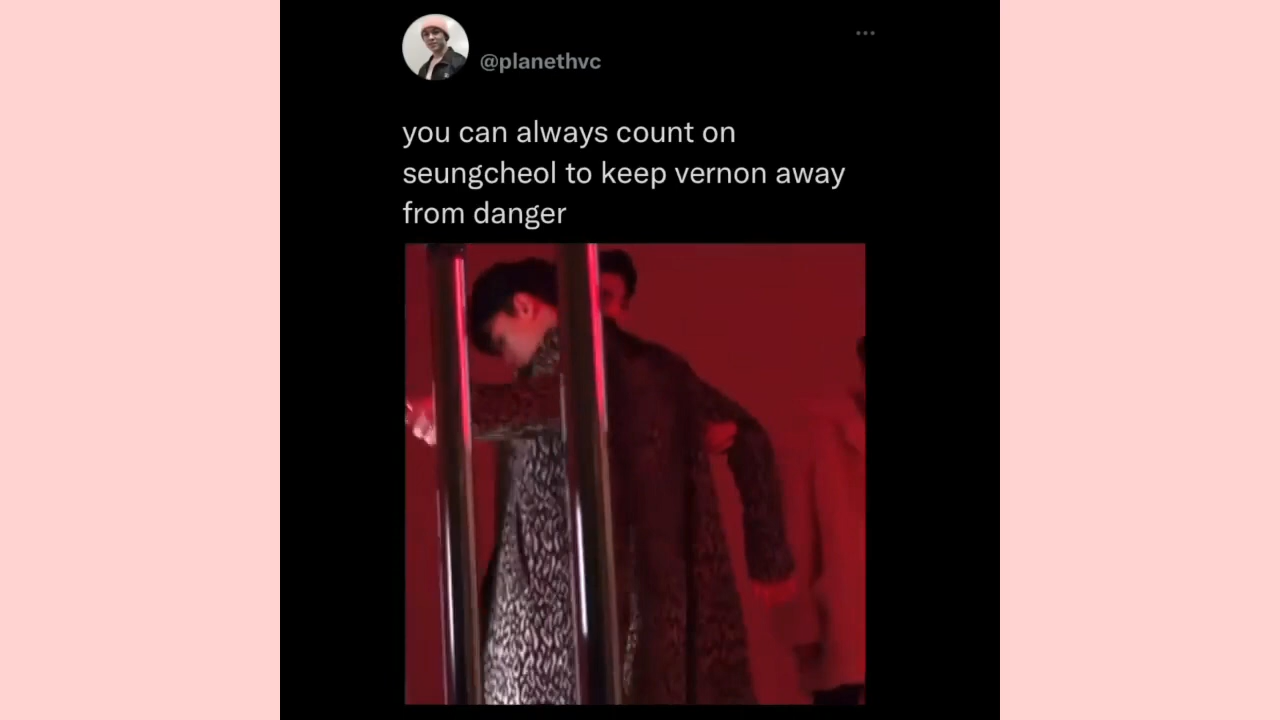 @planethvc
you can always count on
seungcheol to keep vernon away
from danger